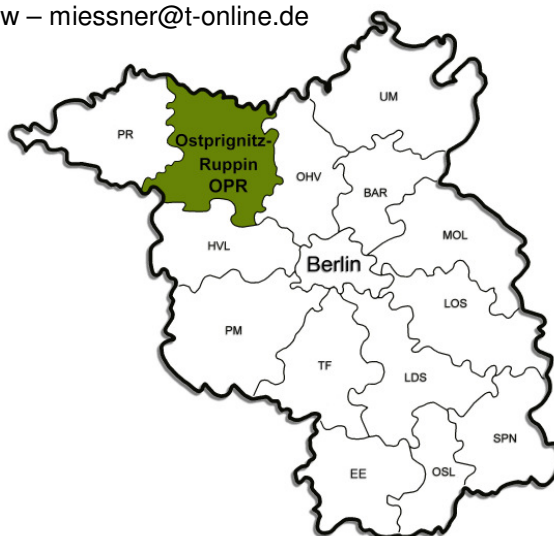 w – miessner@t-online.de
UM
PR
Ostprignitz-
Ruppin
OPR
OHV
BAR
HVL
MOL
Berlin
LOS
PM
TF
LDS
SPN
EE
OSL